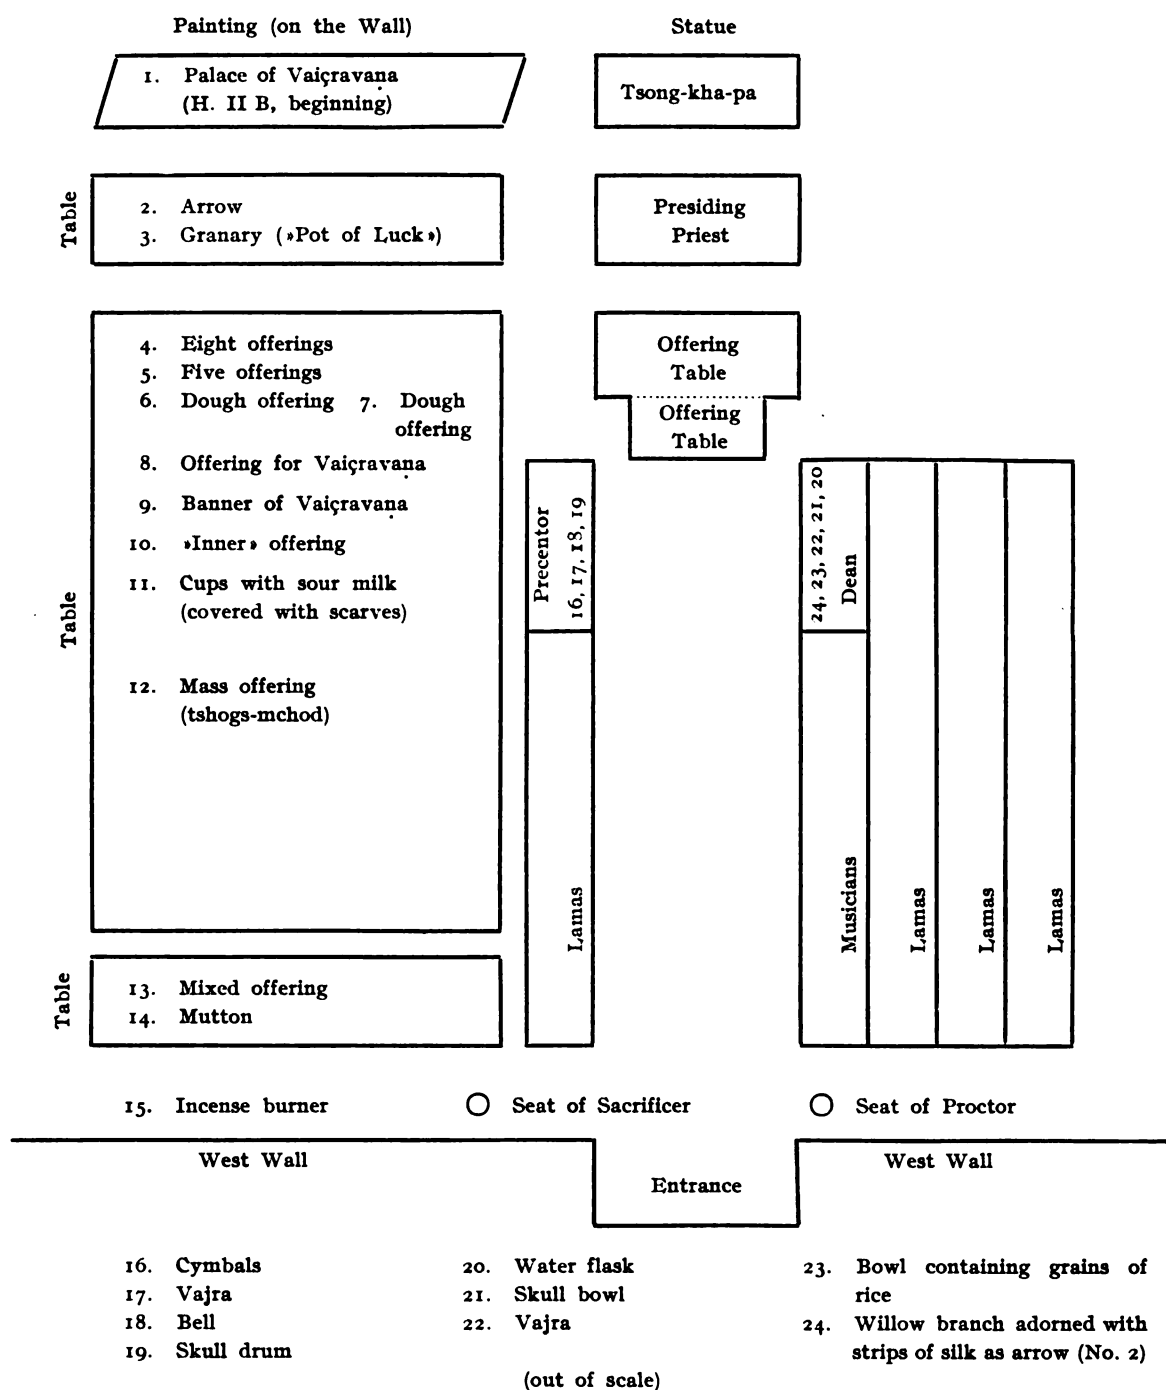 Painting (on the Wall)
Statue
1. Palace of Vaiçravaṇa
(H. II B, beginning)
Tsong-kha-pa
Table
2. Arrow
3. Granary (»Pot of Luck»)
Presiding
Priest
Table
4. Eight offerings
5. Five offerings
6. Dough offering 7. Dough
offering
8. Offering for Vaiçravaṇa
9. Banner of Vaiçravaṇa
10. »Inner» offering
11. Cups with sour milk
(covered with scarves)
12. Mass offering
(tshogs-mchod)
Offering
Table
Offering
Table
Precentor
16, 17, 18, 19
Lamas
24, 23, 22, 21, 20
Dean
Musicians
Lamas
Lamas
Lamas
Table
13. Mixed offering
14. Mutton
15. Incense burner
Seat of Sacrificer
Seat of Proctor
West Wall
West Wall
Entrance
16. Cymbals
17. Vajra
18. Bell
19. Skull drum
20. Water flask
21. Skull bowl
22. Vajra
23. Bowl containing grains of
rice
24. Willow branch adorned with
strips of silk as arrow (No. 2)
(out of scale)